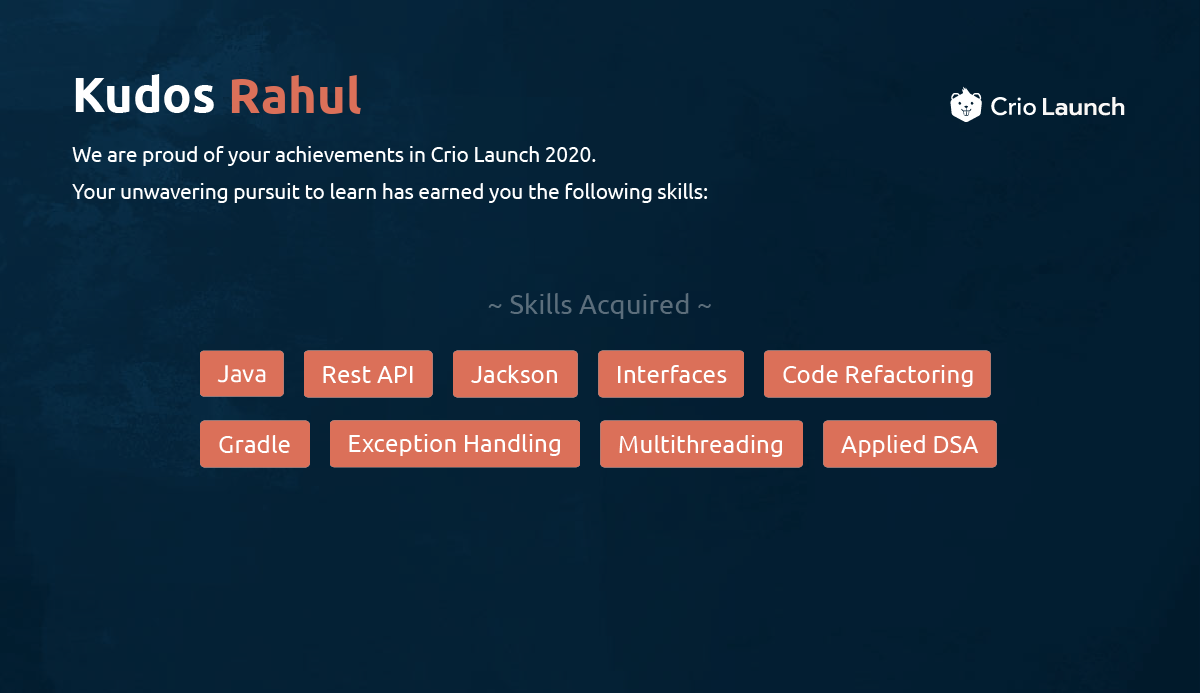 Kudos Rahul
Crio Launch
We are proud of your achievements in Crio Launch 2020.
Your unwavering pursuit to learn has earned you the following skills:
~ Skills Acquired ~
Java Rest API Jackson Interfaces Code Refactoring
Gradle Exception Handling Multithreading Applied DSA